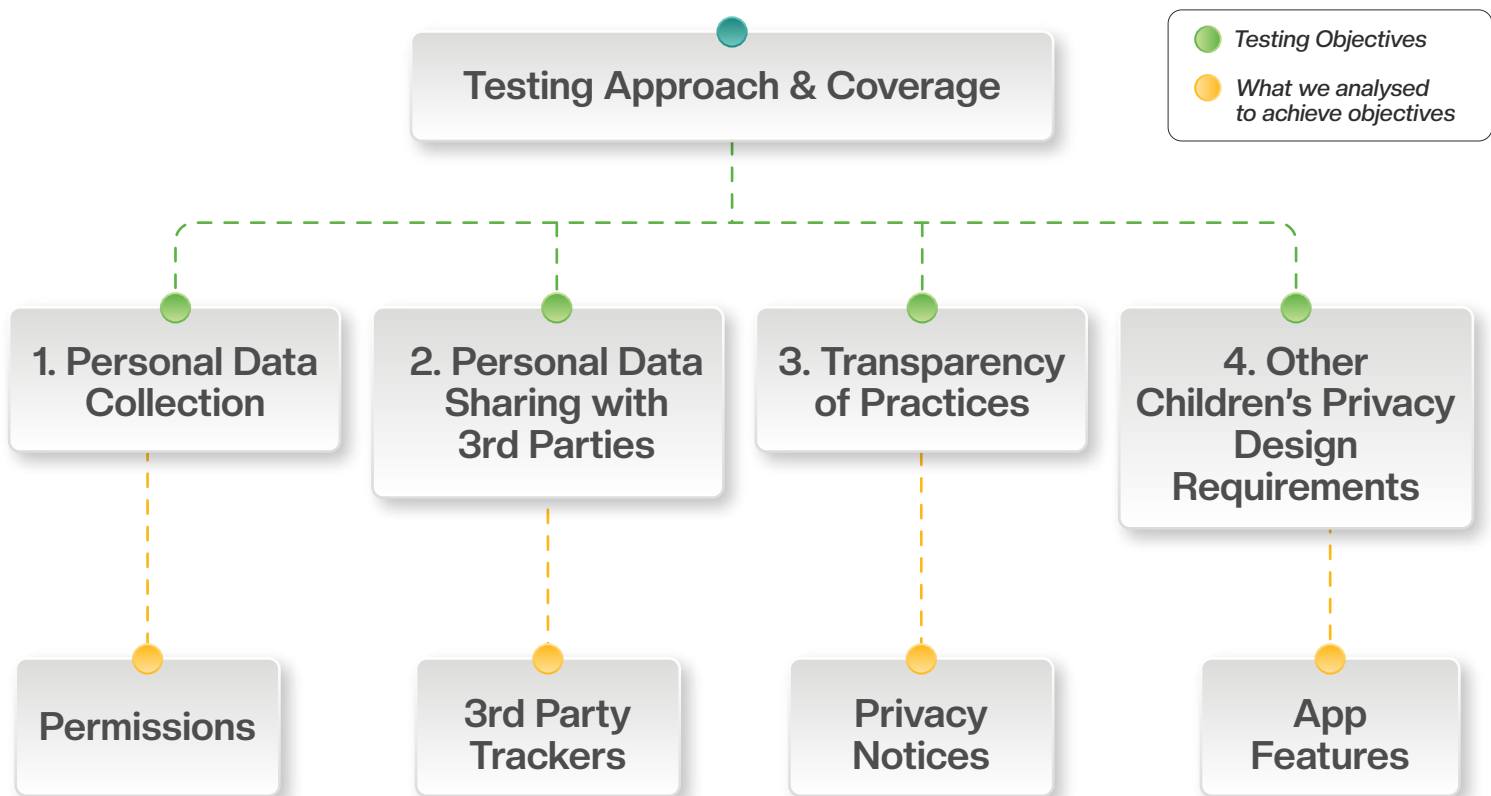 Testing Approach & Coverage
Testing Objectives
What we analysed
to achieve objectives
1. Personal Data
Collection
2. Personal Data
Sharing with
3rd Parties
3. Transparency
of Practices
4. Other
Children’s Privacy
Design
Requirements
Permissions
3rd Party
Trackers
Privacy
Notices
App
Features